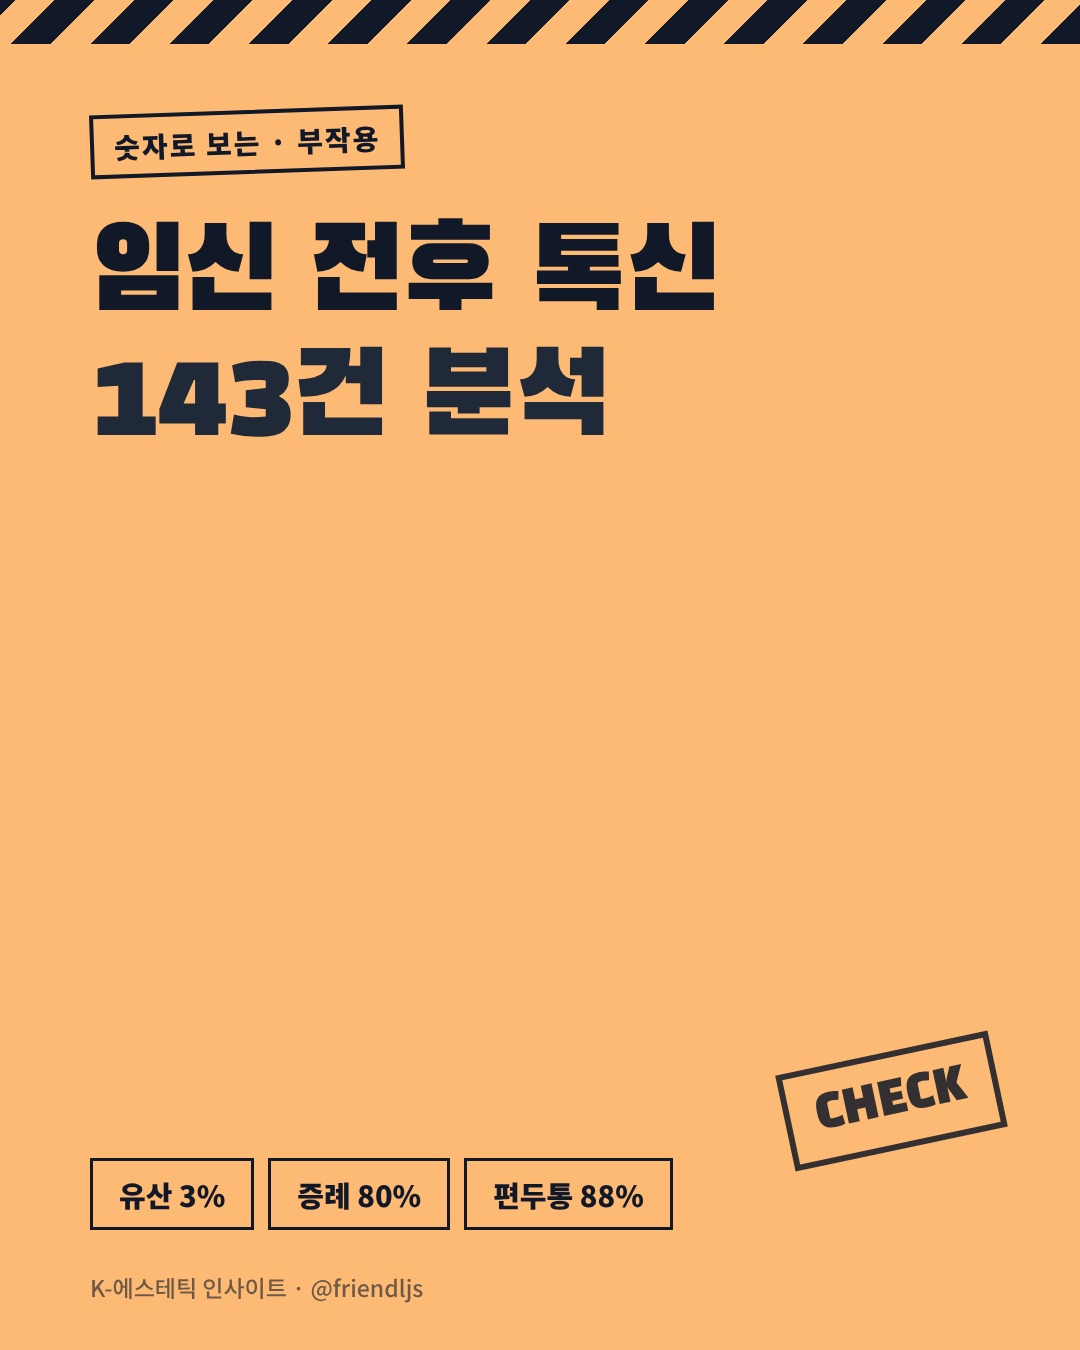 숫자로 보는 · 부작용
임신 전후 톡신
143건 분석
CHECK
유산 3%
증례 80%
편두통 88%
K-에스테틱 인사이트 · @friendljs